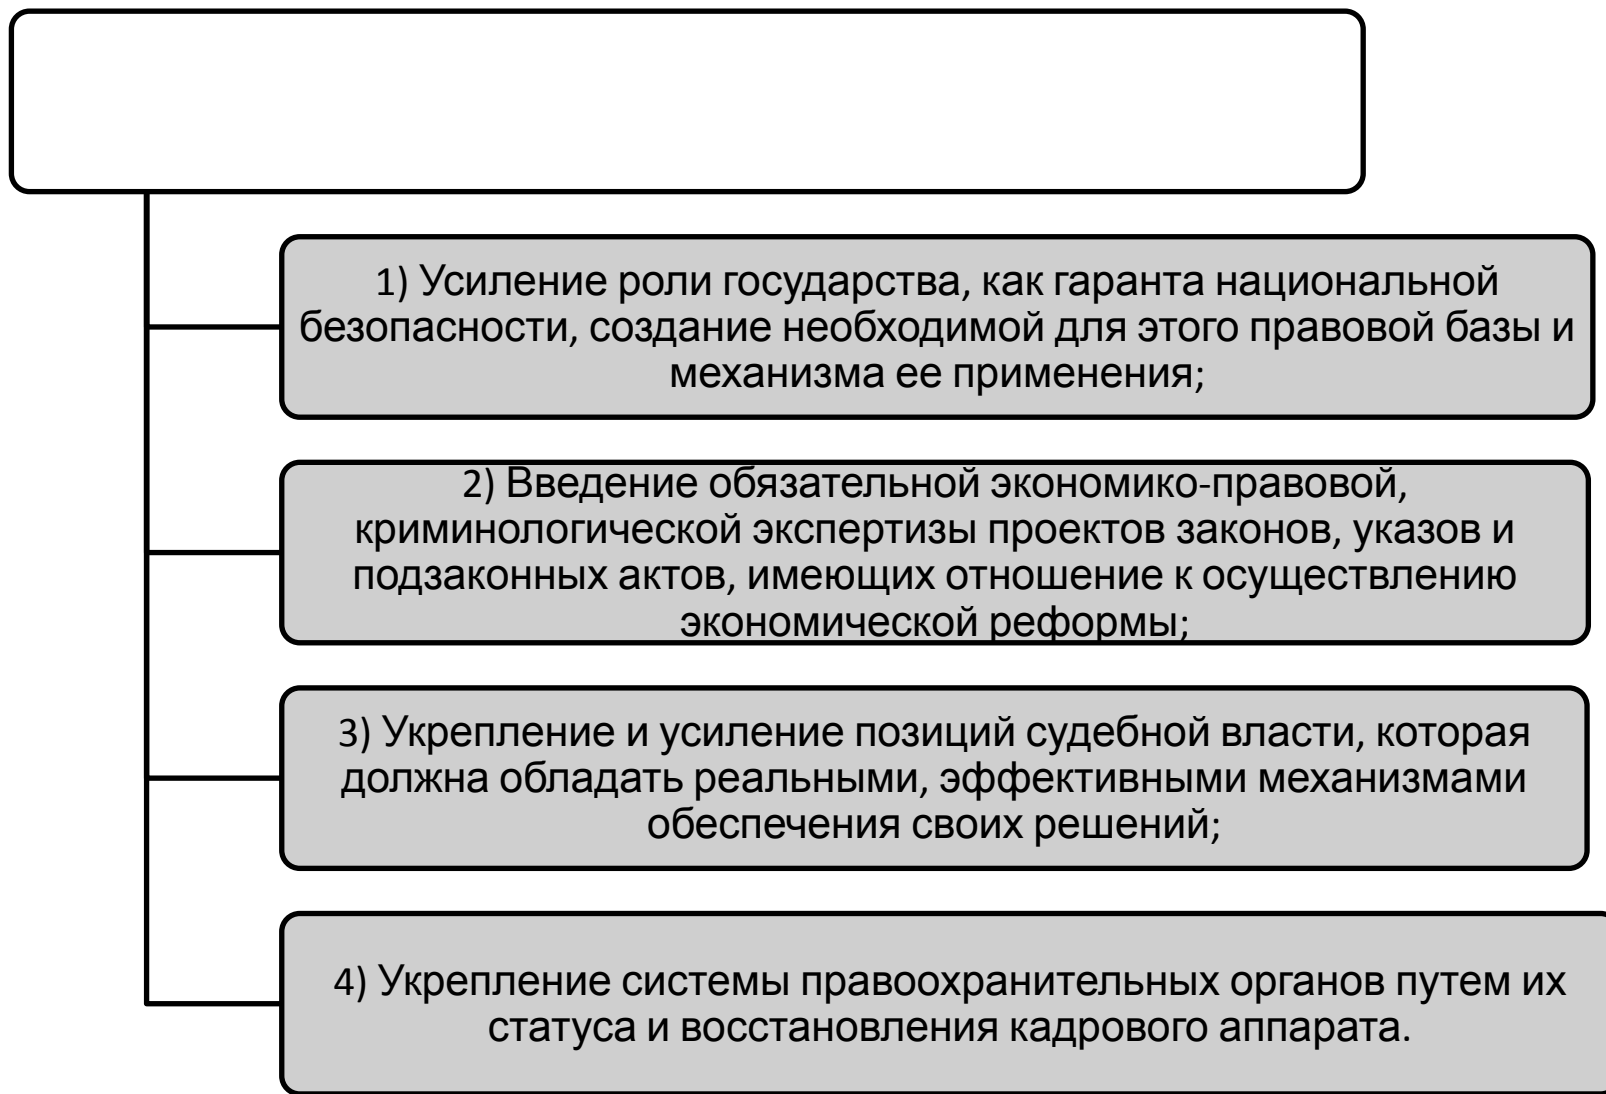 1) Усиление роли государства, как гаранта национальной
безопасности, создание необходимой для этого правовой базы и
механизма ее применения;
2) Введение обязательной экономико-правовой,
криминологической экспертизы проектов законов, указов и
подзаконных актов, имеющих отношение к осуществлению
экономической реформы;
3) Укрепление и усиление позиций судебной власти, которая
должна обладать реальными, эффективными механизмами
обеспечения своих решений;
4) Укрепление системы правоохранительных органов путем их
статуса и восстановления кадрового аппарата.